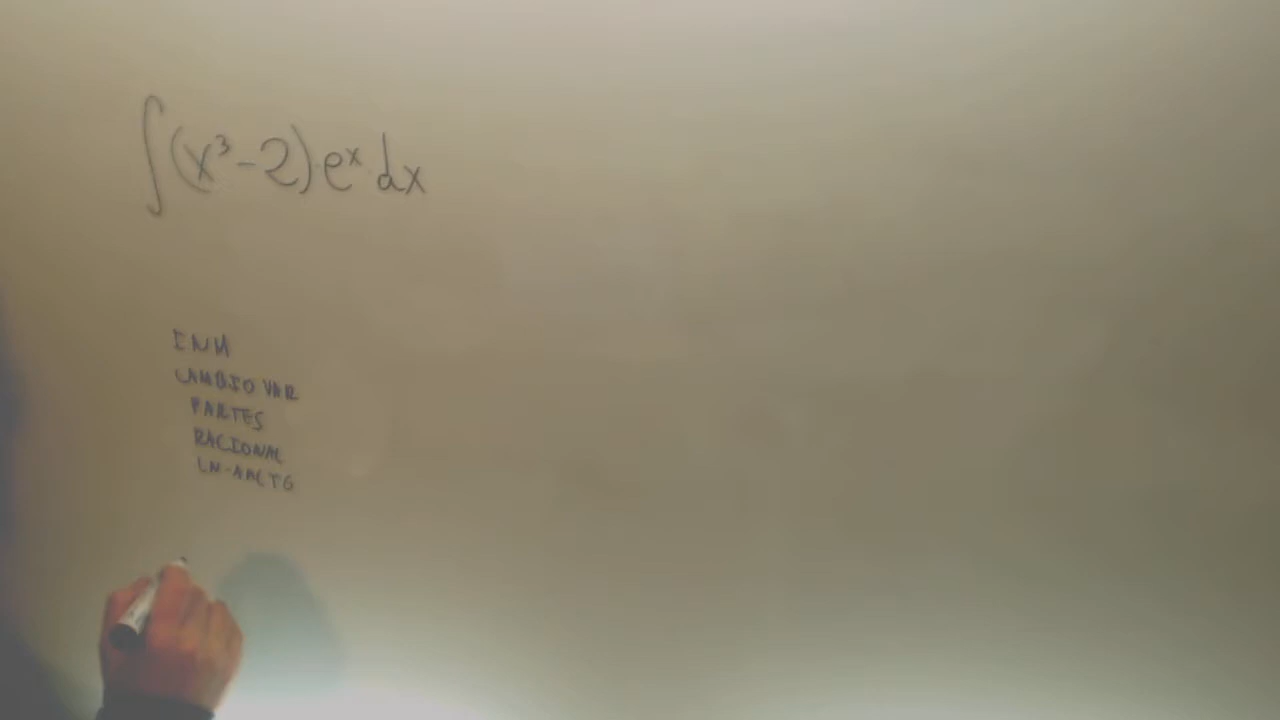 ∫(x³-2)·eˣ dx
INM
CAMBIO VAR
PARTES
RACIONAL
LN-ARCTG